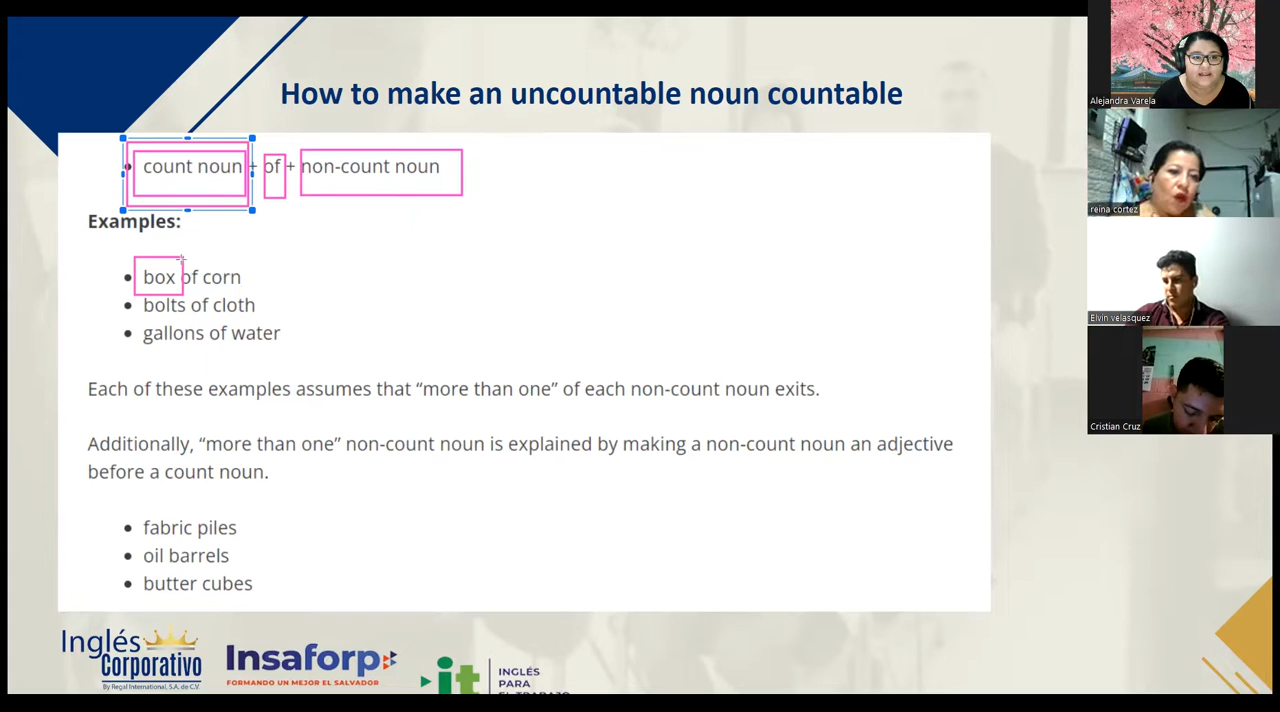 How to make an uncountable noun countable
count noun + of + non-count noun
Examples:
box of corn
bolts of cloth
gallons of water
Each of these examples assumes that “more than one” of each non-count noun exits.
Additionally, “more than one” non-count noun is explained by making a non-count noun an adjective
before a count noun.
fabric piles
oil barrels
butter cubes
Inglés
Corporativo
By Regal International, S.A. de C.V.
Insaforp
FORMANDO UN MEJOR EL SALVADOR
it
INGLÉS
PARA
EL TRABAJO
Alejandra Varela
reina cortez
Elvin velasquez
Cristian Cruz